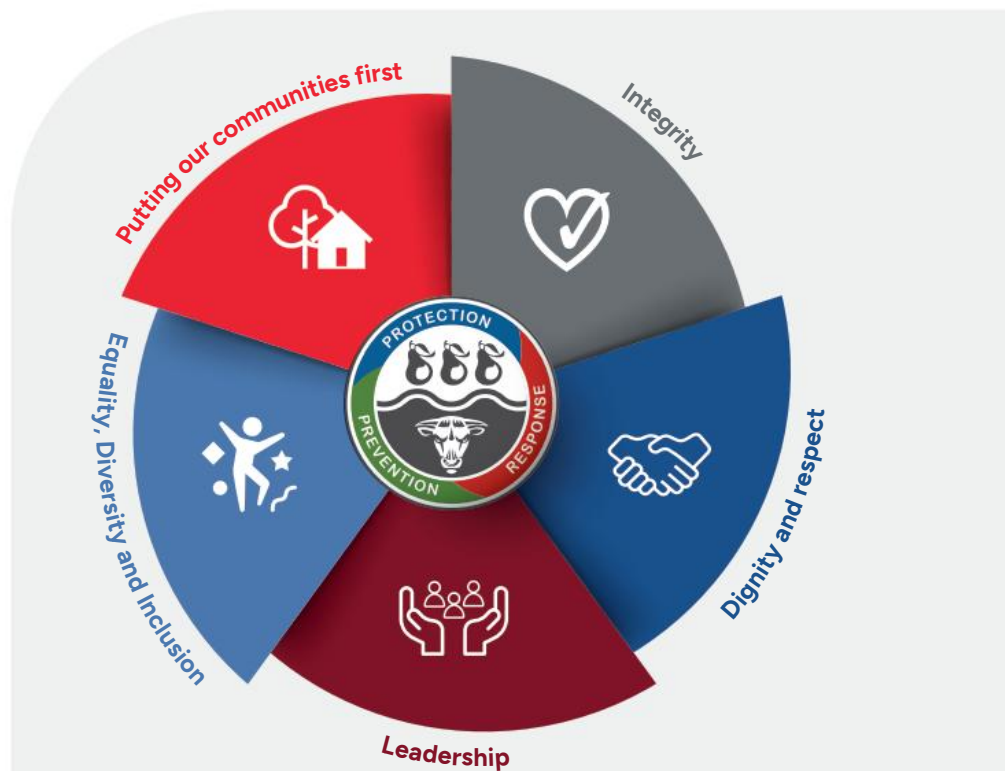 Putting our communities first
Integrity
Dignity and respect
Leadership
Equality, Diversity and Inclusion
PROTECTION
RESPONSE
PREVENTION